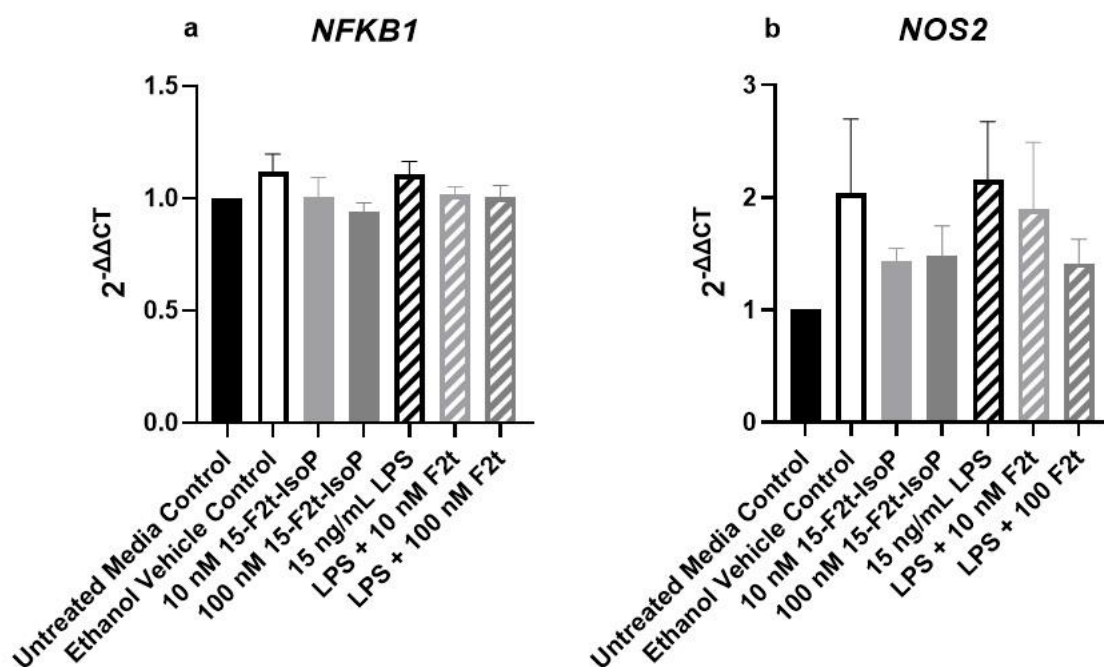 a
NFKB1
1.5
1.0
0.5
0.0
2-ΔΔCT
Untreated Media Control
Ethanol Vehicle Control
10 nM 15-F2t-IsoP
100 nM 15-F2t-IsoP
15 ng/mL LPS
LPS + 10 nM F2t
LPS + 100 nM F2t
b
NOS2
3
2
1
0
2-ΔΔCT
Untreated Media Control
Ethanol Vehicle Control
10 nM 15-F2t-IsoP
100 nM 15-F2t-IsoP
15 ng/mL LPS
LPS + 10 nM F2t
LPS + 100 F2t